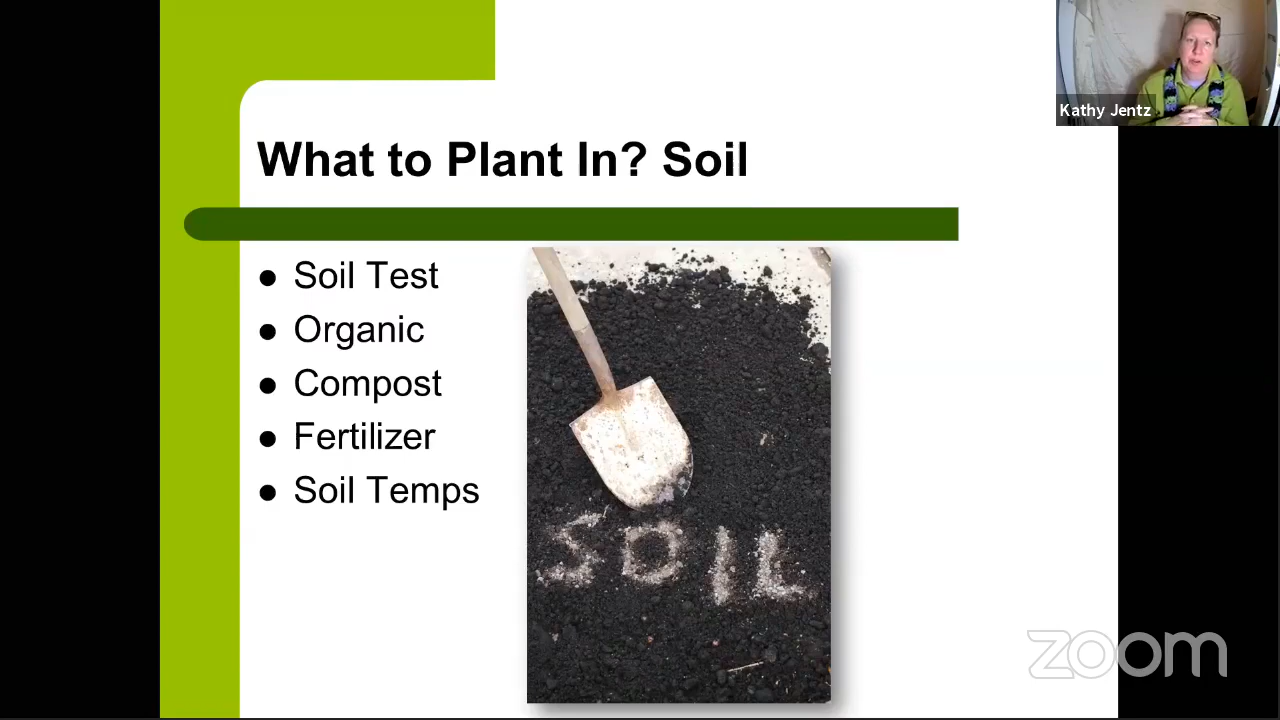 Kathy Jentz
What to Plant In? Soil
Soil Test
Organic
Compost
Fertilizer
Soil Temps
SOIL
zoom